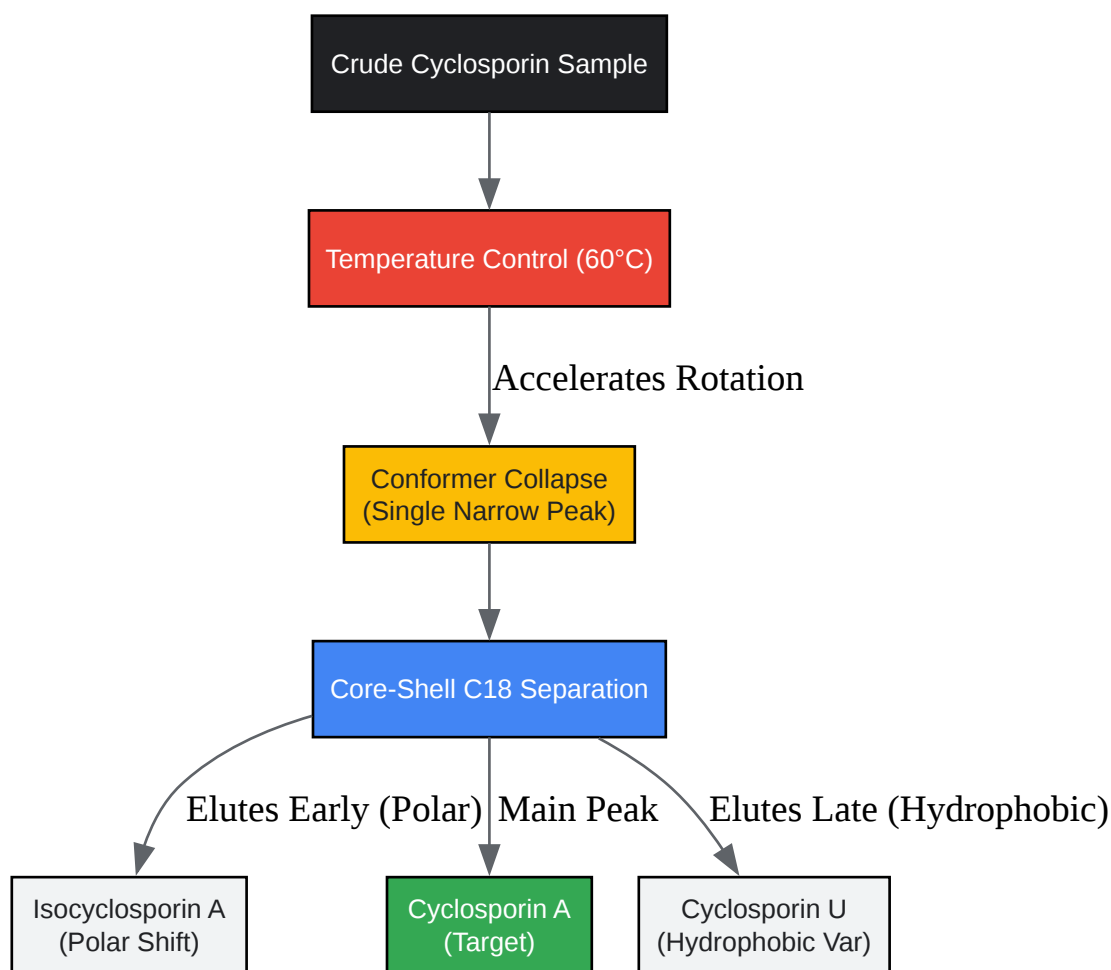 Crude Cyclosporin Sample
Temperature Control (60°C)
Accelerates Rotation
Conformer Collapse
(Single Narrow Peak)
Core-Shell C18 Separation
Elutes Early (Polar)
Main Peak
Elutes Late (Hydrophobic)
Isocyclosporin A
(Polar Shift)
Cyclosporin A
(Target)
Cyclosporin U
(Hydrophobic Var)